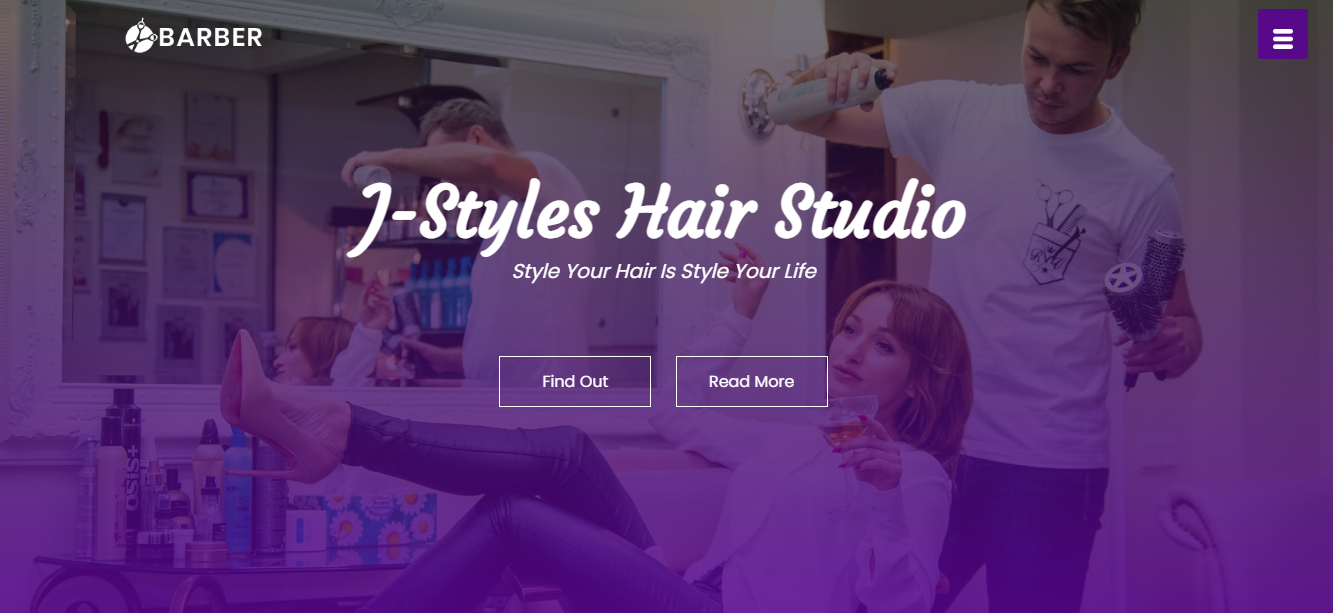 BARBER
J-Styles Hair Studio
Style Your Hair Is Style Your Life
Find Out
Read More
OSIS+